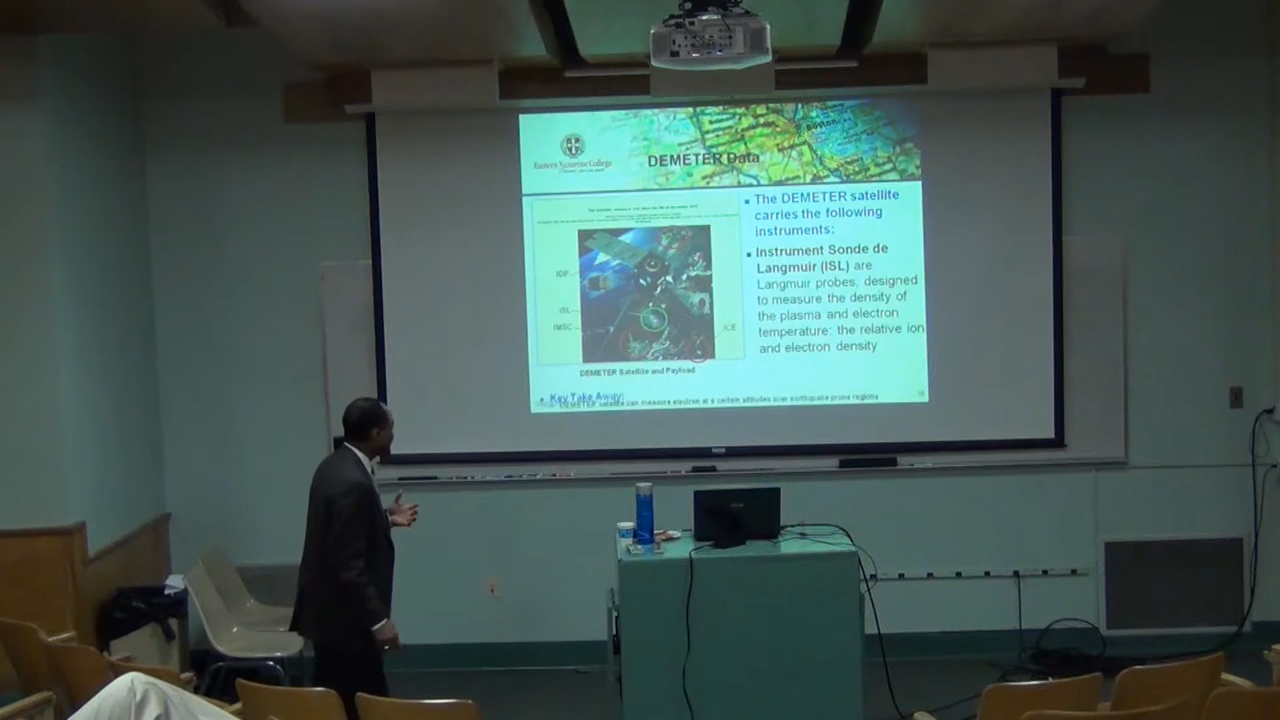 Boston
Eastern Nazarene College
DEMETER Data
The DEMETER satellite
carries the following
instruments:
Instrument Sonde de
Langmuir (ISL) are
Langmuir probes, designed
to measure the density of
the plasma and electron
temperature: the relative ion
and electron density
IDP
ISL
IMSC
ICE
DEMETER Satellite and Payload
Key Take Away:
DEMETER satellite can measure electron at a certain altitudes over earthquake prone regions